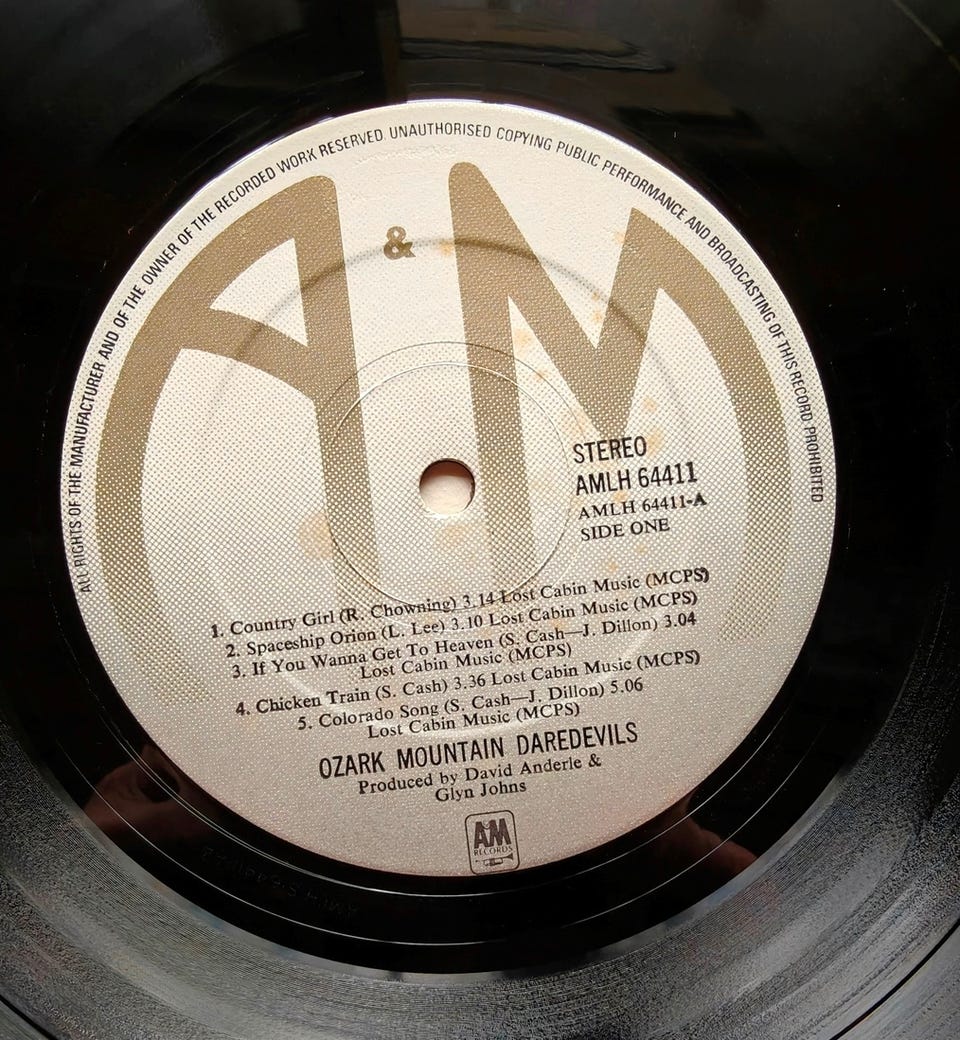 ALL RIGHTS OF THE MANUFACTURER AND OF THE OWNER OF THE RECORDED WORK RESERVED. UNAUTHORISED COPYING PUBLIC PERFORMANCE AND BROADCASTING OF THIS RECORD PROHIBITED
A & M
STEREO
AMLH 64411
AMLH 64411-A
SIDE ONE
1. Country Girl (R. Chowning) 3.14 Lost Cabin Music (MCPS)
2. Spaceship Orion (L. Lee) 3.10 Lost Cabin Music (MCPS)
3. If You Wanna Get To Heaven (S. Cash—J. Dillon) 3.04
Lost Cabin Music (MCPS)
4. Chicken Train (S. Cash) 3.36 Lost Cabin Music (MCPS)
5. Colorado Song (S. Cash—J. Dillon) 5.06
Lost Cabin Music (MCPS)
OZARK MOUNTAIN DAREDEVILS
Produced by David Anderle &
Glyn Johns
A&M
RECORDS